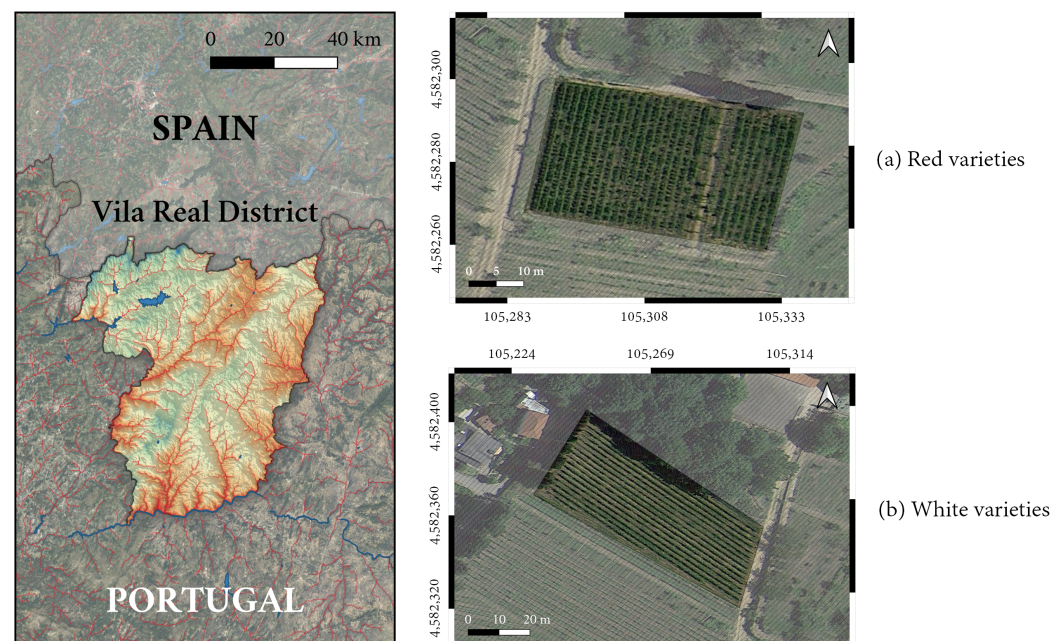 0 20 40 km
SPAIN
Vila Real District
PORTUGAL
4,582,300
4,582,280
4,582,260
0 5 10 m
105,283 105,308 105,333
(a) Red varieties
105,224 105,269 105,314
4,582,400
4,582,360
4,582,320
0 10 20 m
(b) White varieties